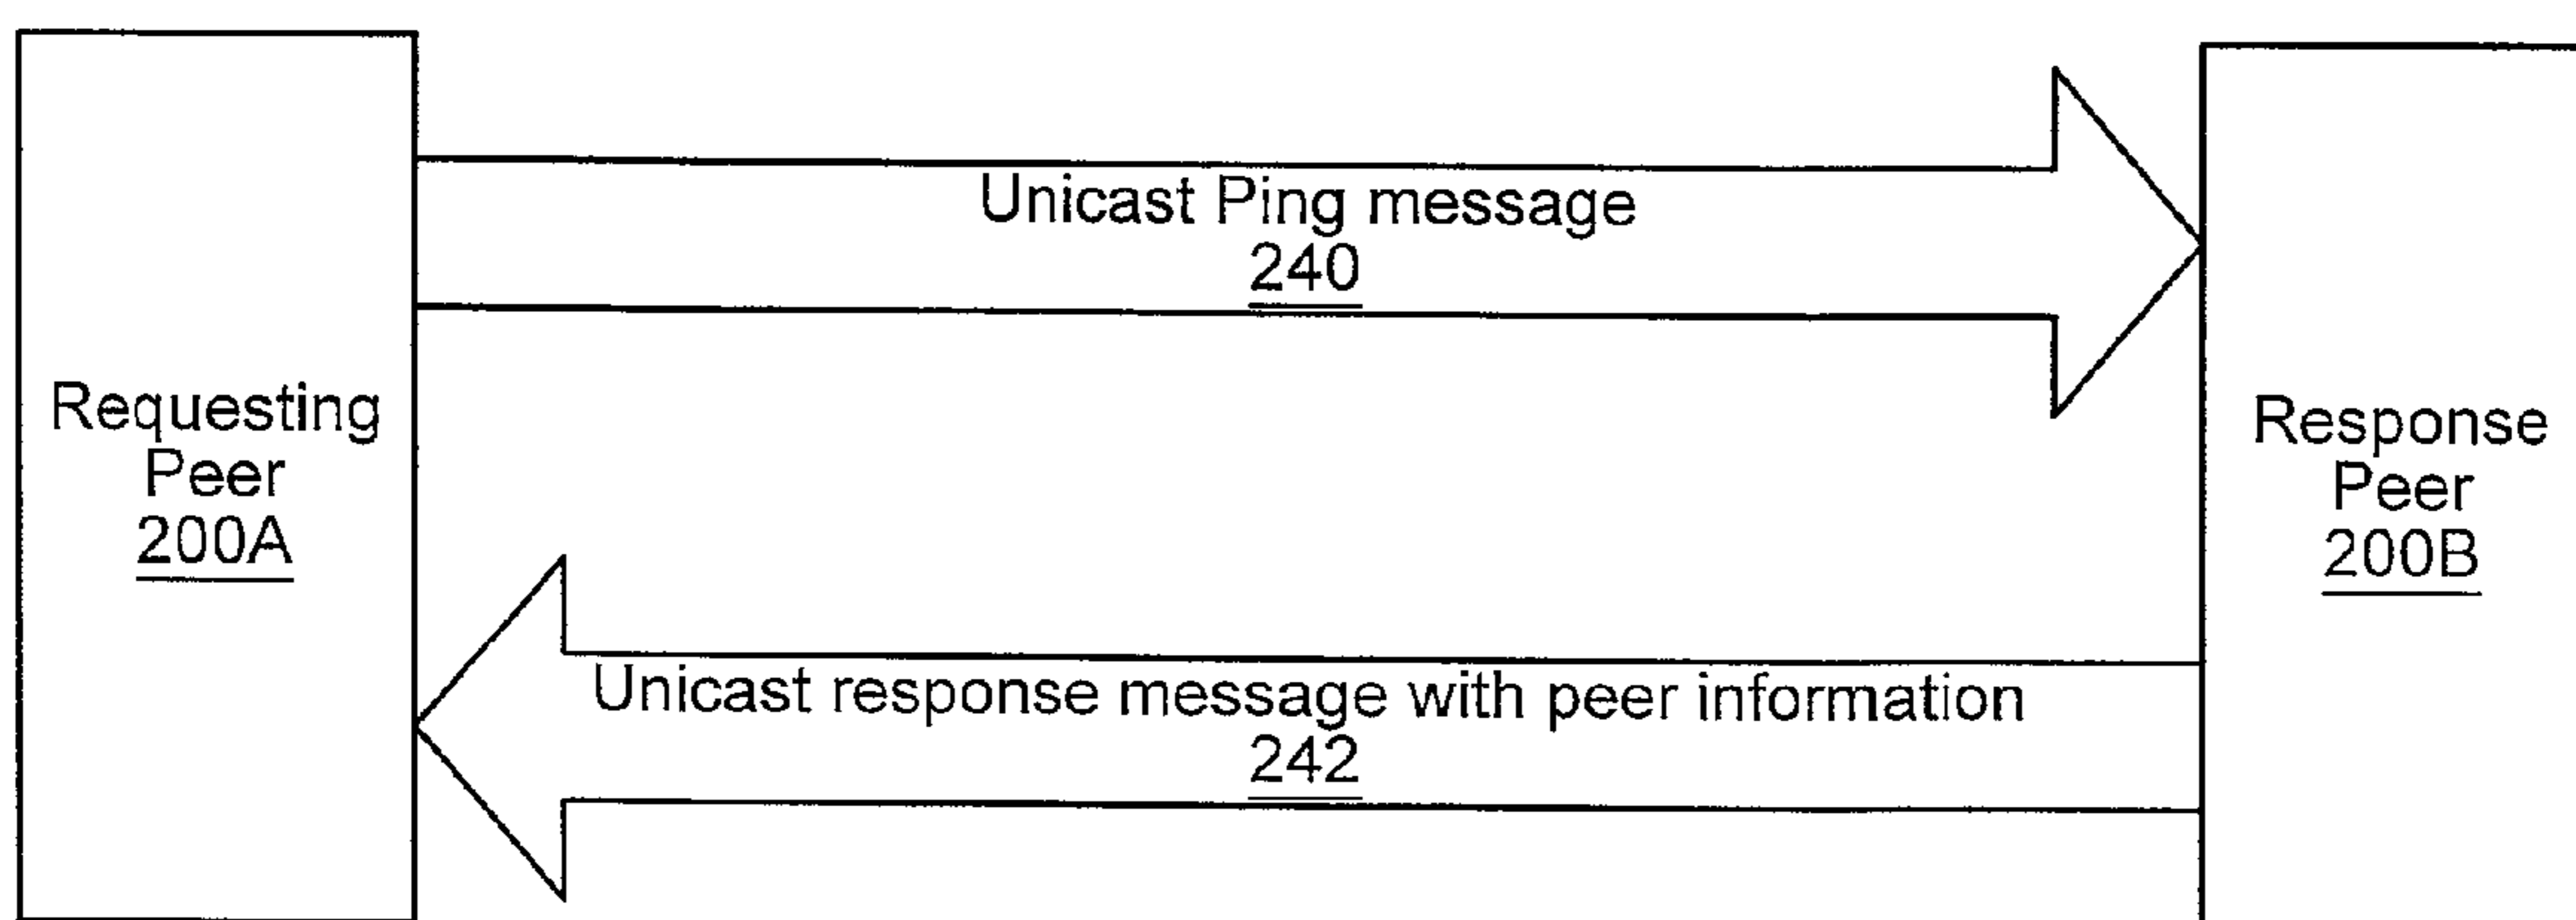 Unicast Ping message
240
Requesting
Peer
200A
Response
Peer
200B
Unicast response message with peer information
242